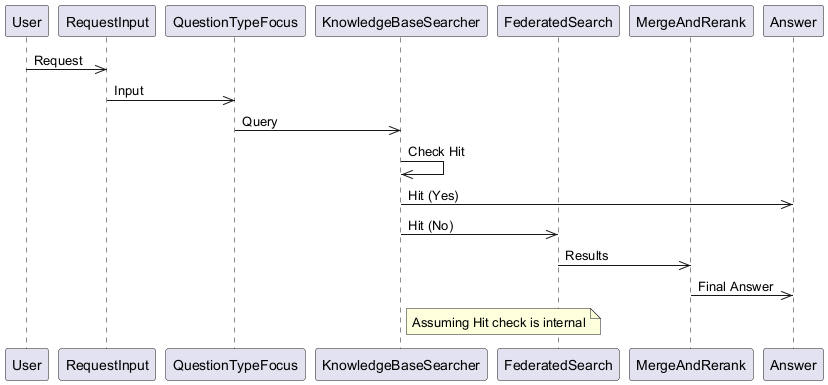 User RequestInput QuestionTypeFocus KnowledgeBaseSearcher FederatedSearch MergeAndRerank Answer
Request
Input
Query
Check Hit
Hit (Yes)
Hit (No)
Results
Final Answer
Assuming Hit check is internal
User RequestInput QuestionTypeFocus KnowledgeBaseSearcher FederatedSearch MergeAndRerank Answer